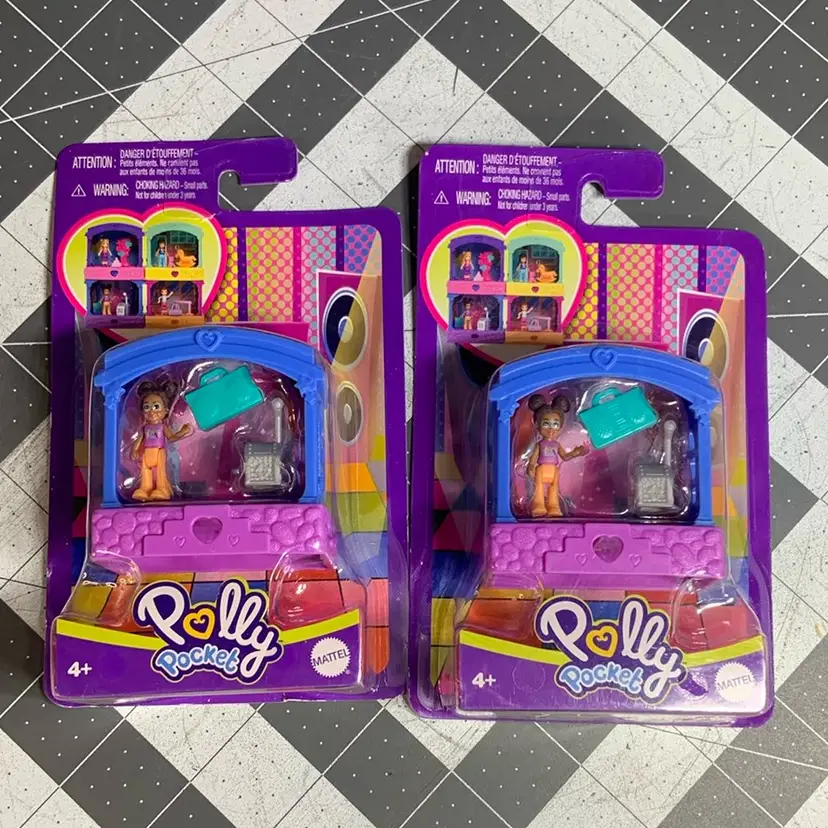 ATTENTION :
DANGER D'ÉTOUFFEMENT –
Petits éléments. Ne convient pas
aux enfants de moins de 36 mois.
WARNING:
CHOKING HAZARD – Small parts.
Not for children under 3 years.
Polly
Pocket
4+
MATTEL
ATTENTION :
DANGER D'ÉTOUFFEMENT –
Petits éléments. Ne convient pas
aux enfants de moins de 36 mois.
WARNING:
CHOKING HAZARD – Small parts.
Not for children under 3 years.
Polly
Pocket
4+
MATTEL